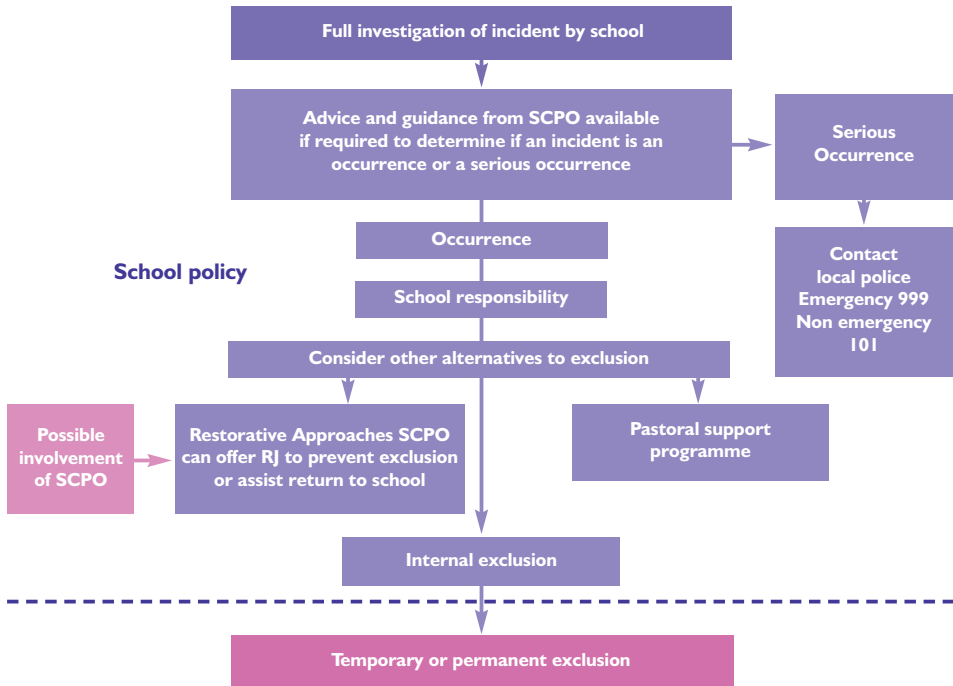 Full investigation of incident by school
Advice and guidance from SCPO available
if required to determine if an incident is an
occurrence or a serious occurrence
Serious
Occurrence
Occurrence
Contact
local police
Emergency 999
Non emergency
101
School policy
School responsibility
Consider other alternatives to exclusion
Possible
involvement
of SCPO
Restorative Approaches SCPO
can offer RJ to prevent exclusion
or assist return to school
Pastoral support
programme
Internal exclusion
Temporary or permanent exclusion